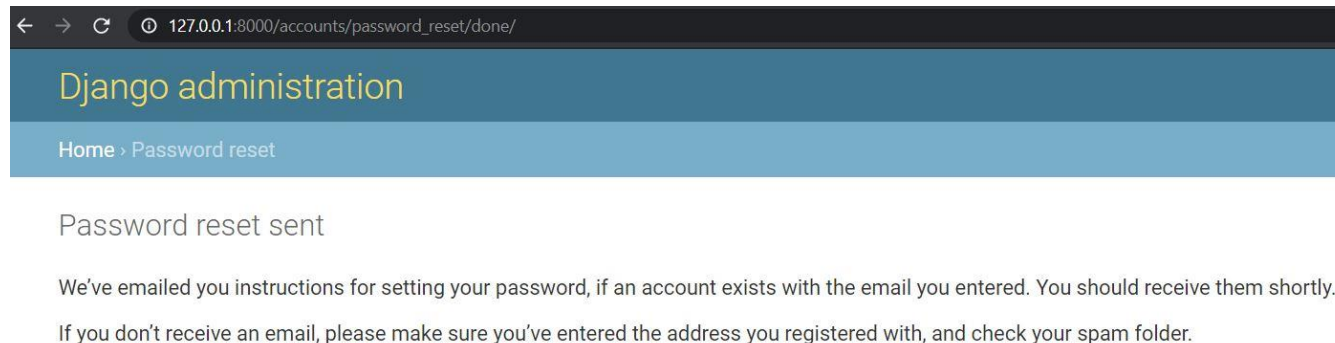 127.0.0.1:8000/accounts/password_reset/done/
Django administration
Home › Password reset
Password reset sent
We’ve emailed you instructions for setting your password, if an account exists with the email you entered. You should receive them shortly.
If you don’t receive an email, please make sure you’ve entered the address you registered with, and check your spam folder.